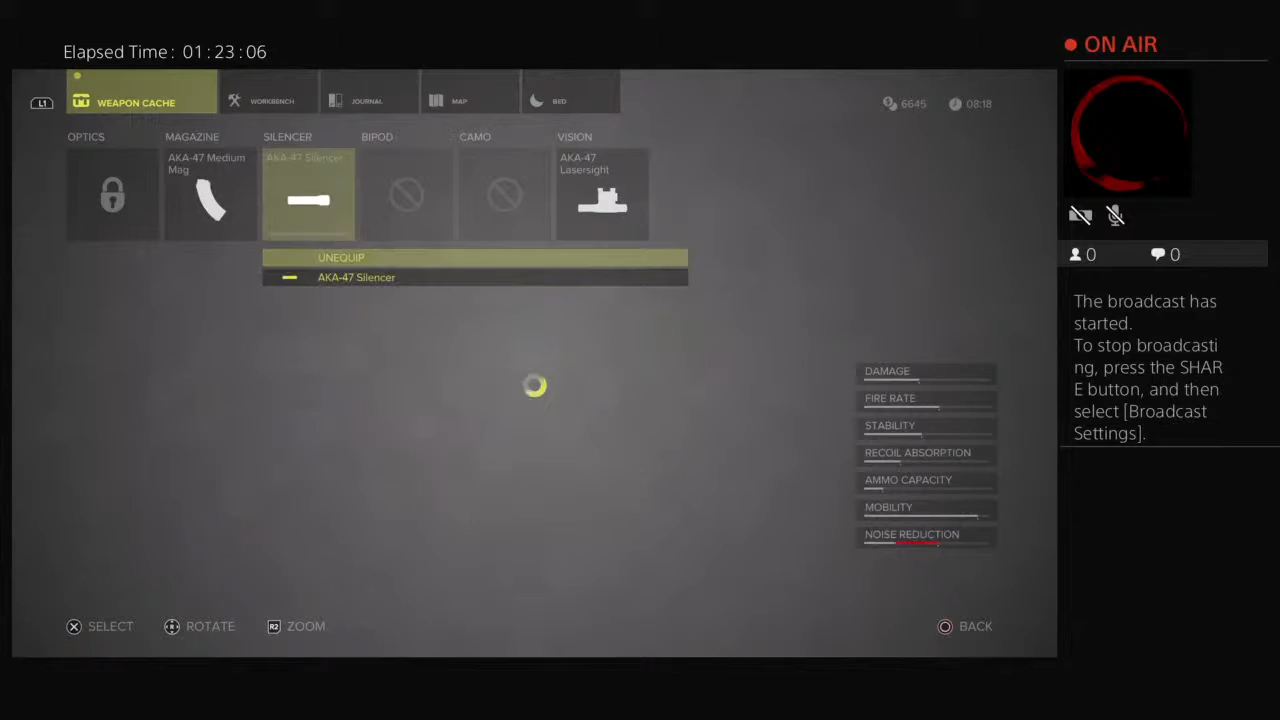 Elapsed Time: 01:23:06
ON AIR
L1
WEAPON CACHE
WORKBENCH
JOURNAL
MAP
BED
6645
08:18
OPTICS
MAGAZINE
SILENCER
BIPOD
CAMO
VISION
AKA-47 Medium
Mag
AKA-47 Silencer
AKA-47
Lasersight
UNEQUIP
AKA-47 Silencer
DAMAGE
FIRE RATE
STABILITY
RECOIL ABSORPTION
AMMO CAPACITY
MOBILITY
NOISE REDUCTION
SELECT
R
ROTATE
R2
ZOOM
BACK
0
0
The broadcast has
started.
To stop broadcasti
ng, press the SHAR
E button, and then
select [Broadcast
Settings].